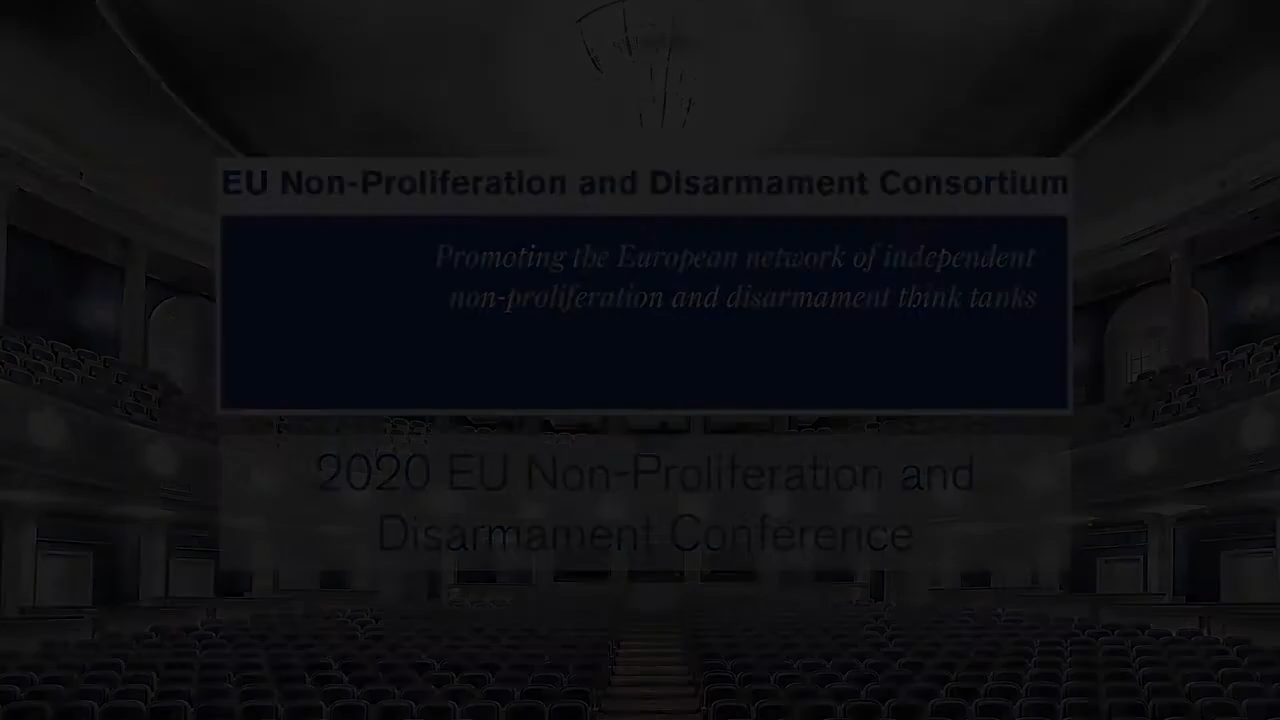 EU Non-Proliferation and Disarmament Consortium
Promoting the European network of independent
non-proliferation and disarmament think tanks
2020 EU Non-Proliferation and
Disarmament Conference